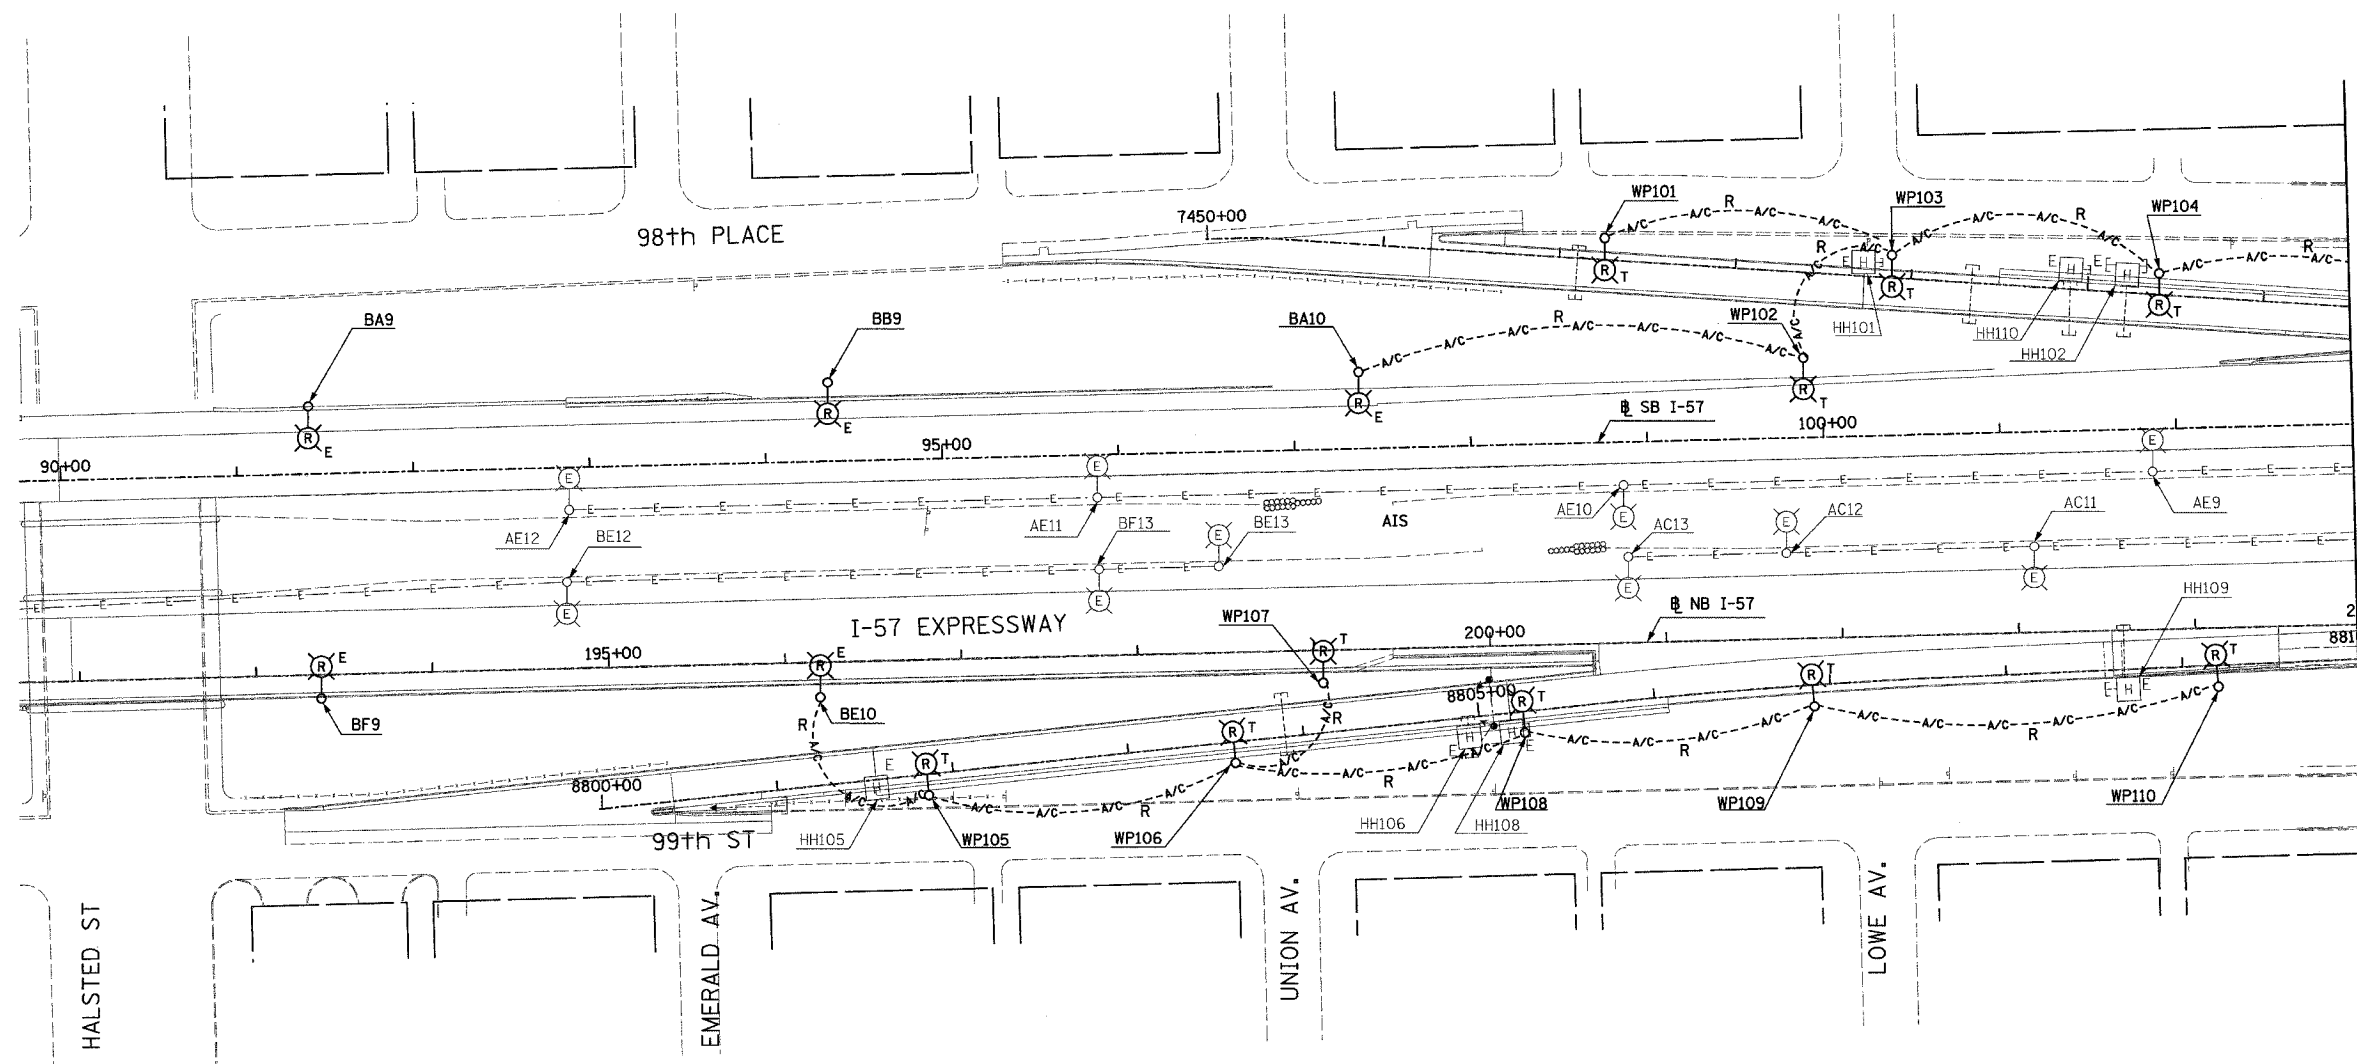 WP101
R
WP103
WP104
7450+00
98th PLACE
A/C A/C A/C A/C
A/C A/C R A/C
A/C A/C R A/C
R A/C
E H
T
E H E E H
R T
R T
R T
A/C
BA9
BB9
BA10
R
WP102
HH101
HH110
HH102
A/C A/C A/C A/C A/C A/C A/C
R E
R E
R E
R T
℄ SB I-57
90+00
95+00
100+00
E
E
E
E E E E E E E E E E E E
AE12
BE12
AE11
BF13
BE13
AE10
AIS
AC13
AC12
AC11
AE9
E
E
E
E
E E E E E E E E E E E E
E
E
E
E
I-57 EXPRESSWAY
WP107
℄ NB I-57
HH109
195+00
200+00
2
881
R E
R E
R T
R T
R T
8805+00
R T
BF9
BE10
R
A/C
A/C R
R T
R T
E H E
H H
E E
8800+00
E H
A/C A/C
A/C A/C R A/C
A/C A/C R A/C A/C
A/C A/C R A/C
A/C A/C A/C R A/C A/C
99th ST
HH105
WP105
WP106
HH106
HH108
WP108
WP109
WP110
HALSTED ST
EMERALD AV.
UNION AV.
LOWE AV.